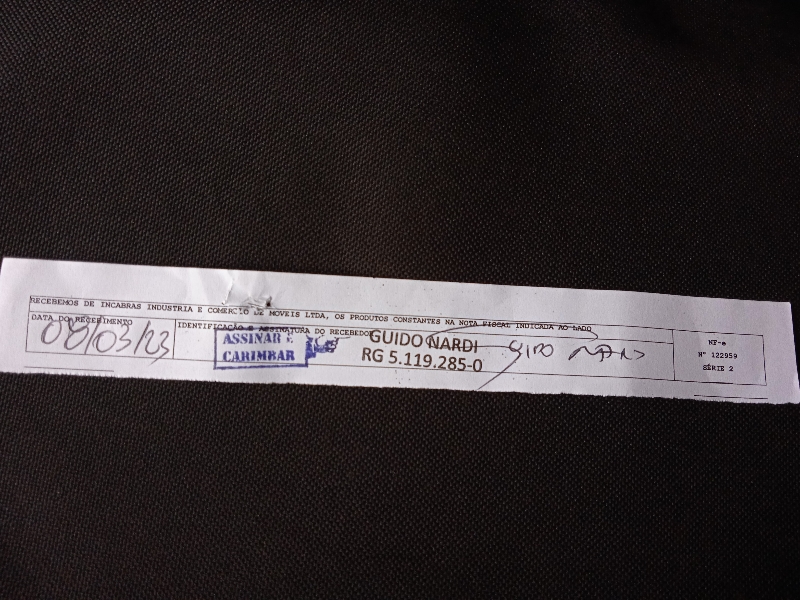 RECEBEMOS DE INCABRAS INDUSTRIA E COMERCIO DE MOVEIS LTDA, OS PRODUTOS CONSTANTES NA NOTA FISCAL INDICADA AO LADO
DATA DO RECEBIMENTO
08/05/23
IDENTIFICAÇÃO E ASSINATURA DO RECEBEDOR
ASSINAR E
CARIMBAR
GUIDO NARDI
RG 5.119.285-0
NF-e
N° 122959
SÉRIE 2